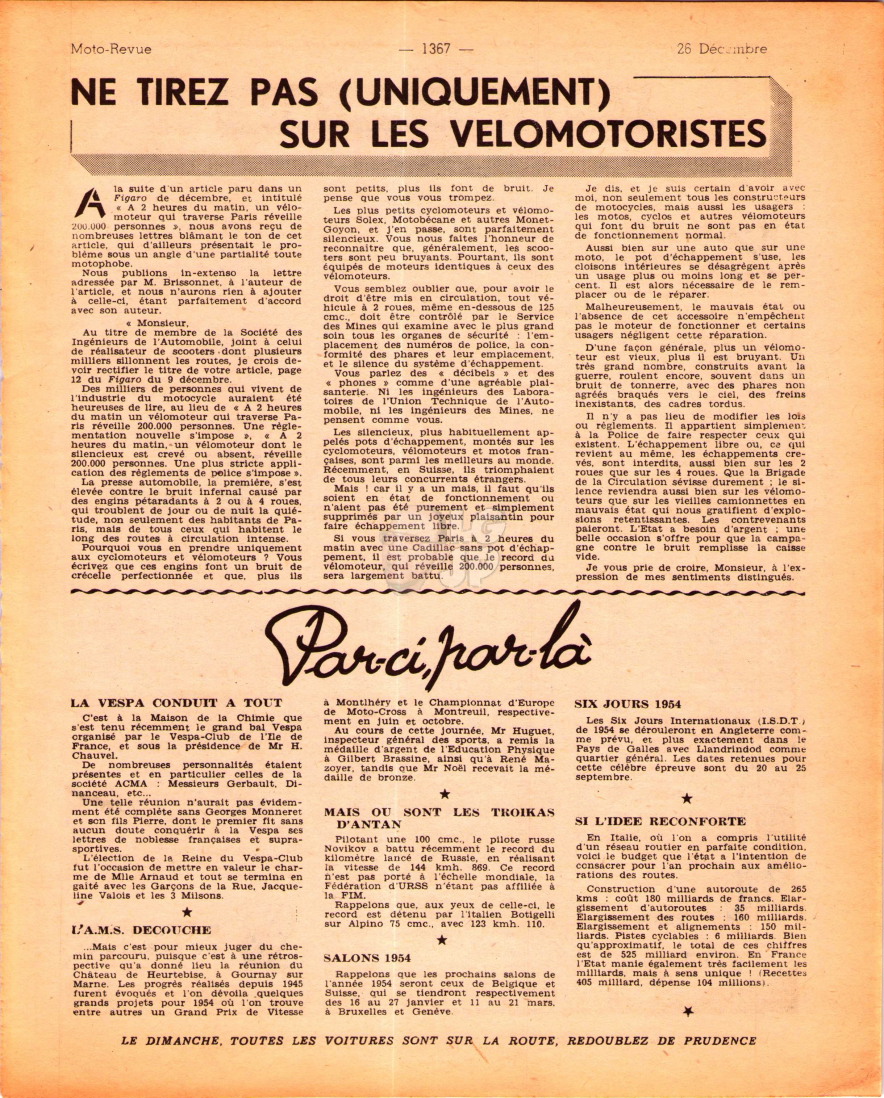 Moto-Revue
— 1367 —
26 Décembre
NE TIREZ PAS (UNIQUEMENT)
SUR LES VELOMOTORISTES
A la suite d'un article paru dans un
Figaro de décembre, et intitulé
« A 2 heures du matin, un vélo-
moteur qui traverse Paris réveille
200.000 personnes », nous avons reçu de
nombreuses lettres blâmant le ton de cet
article, qui d'ailleurs présentait le pro-
blème sous un angle d'une partialité toute
motophobe.
Nous publions in-extenso la lettre
adressée par M. Brissonnet, à l'auteur de
l'article, et nous n'aurons rien à ajouter
à celle-ci, étant parfaitement d'accord
avec son auteur.
« Monsieur,
Au titre de membre de la Société des
Ingénieurs de l'Automobile, joint à celui
de réalisateur de scooters dont plusieurs
milliers sillonnent les routes, je crois de-
voir rectifier le titre de votre article, page
12 du Figaro du 9 décembre.
Des milliers de personnes qui vivent de
l'industrie du motocycle auraient été
heureuses de lire, au lieu de « A 2 heures
du matin un vélomoteur qui traverse Pa-
ris réveille 200.000 personnes. Une régle-
mentation nouvelle s'impose », « A 2
heures du matin, un vélomoteur dont le
silencieux est crevé ou absent, réveille
200.000 personnes. Une plus stricte appli-
cation des règlements de police s'impose ».
La presse automobile, la première, s'est
élevée contre le bruit infernal causé par
des engins pétaradants à 2 ou à 4 roues,
qui troublent de jour ou de nuit la quié-
tude, non seulement des habitants de Pa-
ris, mais de tous ceux qui habitent le
long des routes à circulation intense.
Pourquoi vous en prendre uniquement
aux cyclomoteurs et vélomoteurs ? Vous
écrivez que ces engins font un bruit de
crécelle perfectionnée et que, plus ils
sont petits, plus ils font de bruit. Je
pense que vous vous trompez.
Les plus petits cyclomoteurs et vélomo-
teurs Solex, Motobécane et autres Monet-
Goyon, et j'en passe, sont parfaitement
silencieux. Vous nous faites l'honneur de
reconnaître que, généralement, les scoo-
ters sont peu bruyants. Pourtant, ils sont
équipés de moteurs identiques à ceux des
vélomoteurs.
Vous semblez oublier que, pour avoir le
droit d'être mis en circulation, tout vé-
hicule à 2 roues, même en-dessous de 125
cmc., doit être contrôlé par le Service
des Mines qui examine avec le plus grand
soin tous les organes de sécurité : l'em-
placement des numéros de police, la con-
formité des phares et leur emplacement,
et le silence du système d'échappement.
Vous parlez des « décibels » et des
« phones » comme d'une agréable plai-
santerie. Ni les ingénieurs des Labora-
toires de l'Union Technique de l'Auto-
mobile, ni les ingénieurs des Mines, ne
pensent comme vous.
Les silencieux, plus habituellement ap-
pelés pots d'échappement, montés sur les
cyclomoteurs, vélomoteurs et motos fran-
çaises, sont parmi les meilleurs au monde.
Récemment, en Suisse, ils triomphaient
de tous leurs concurrents étrangers.
Mais ! car il y a un mais, il faut qu'ils
soient en état de fonctionnement ou
n'aient pas été purement et simplement
supprimés par un joyeux plaisantin pour
faire échappement libre.
Si vous traversez Paris à 2 heures du
matin avec une Cadillac sans pot d'échap-
pement, il est probable que le record du
vélomoteur, qui réveille 200.000 personnes,
sera largement battu.
Je dis, et je suis certain d'avoir avec
moi, non seulement tous les constructeurs
de motocycles, mais aussi les usagers :
les motos, cyclos et autres vélomoteurs
qui font du bruit ne sont pas en état
de fonctionnement normal.
Aussi bien sur une auto que sur une
moto, le pot d'échappement s'use, les
cloisons intérieures se désagrègent après
un usage plus ou moins long et se per-
cent. Il est alors nécessaire de le rem-
placer ou de le réparer.
Malheureusement, le mauvais état ou
l'absence de cet accessoire n'empêchent
pas le moteur de fonctionner et certains
usagers négligent cette réparation.
D'une façon générale, plus un vélomo-
teur est vieux, plus il est bruyant. Un
très grand nombre, construits avant la
guerre, roulent encore, souvent dans un
bruit de tonnerre, avec des phares non
agréés braqués vers le ciel, des freins
inexistants, des cadres tordus.
Il n'y a pas lieu de modifier les lois
ou règlements. Il appartient simplement
à la Police de faire respecter ceux qui
existent. L'échappement libre ou, ce qui
revient au même, les échappements cre-
vés, sont interdits, aussi bien sur les 2
roues que sur les 4 roues. Que la Brigade
de la Circulation sévisse durement ; le si-
lence reviendra aussi bien sur les vélomo-
teurs que sur les vieilles camionnettes en
mauvais état qui nous gratifient d'explo-
sions retentissantes. Les contrevenants
paieront. L'Etat a besoin d'argent ; une
belle occasion s'offre pour que la campa-
gne contre le bruit remplisse la caisse
vide.
Je vous prie de croire, Monsieur, à l'ex-
pression de mes sentiments distingués.
Par-ci, par-là
LA VESPA CONDUIT A TOUT
C'est à la Maison de la Chimie que
s'est tenu récemment le grand bal Vespa
organisé par le Vespa-Club de l'Ile de
France, et sous la présidence de Mr H.
Chauvel.
De nombreuses personnalités étaient
présentes et en particulier celles de la
société ACMA : Messieurs Gerbault, Di-
nanceau, etc...
Une telle réunion n'aurait pas évidem-
ment été complète sans Georges Monneret
et son fils Pierre, dont le premier fit sans
aucun doute conquérir à la Vespa ses
lettres de noblesse françaises et supra-
sportives.
L'élection de la Reine du Vespa-Club
fut l'occasion de mettre en valeur le char-
me de Mlle Arnaud et tout se termina en
gaité avec les Garçons de la Rue, Jacque-
line Valois et les 3 Milsons.
★
L'A.M.S. DECOUCHE
...Mais c'est pour mieux juger du che-
min parcouru, puisque c'est à une rétros-
pective qu'a donné lieu la réunion du
Château de Heurtebise, à Gournay sur
Marne. Les progrès réalisés depuis 1945
furent évoqués et l'on dévoila quelques
grands projets pour 1954 où l'on trouve
entre autres un Grand Prix de Vitesse
à Montlhéry et le Championnat d'Europe
de Moto-Cross à Montreuil, respective-
ment en juin et octobre.
Au cours de cette journée, Mr Huguet,
inspecteur général des sports, a remis la
médaille d'argent de l'Education Physique
à Gilbert Brassine, ainsi qu'à René Ma-
zoyer, tandis que Mr Noël recevait la mé-
daille de bronze.
★
MAIS OU SONT LES TROIKAS
D'ANTAN
Pilotant une 100 cmc., le pilote russe
Novikov a battu récemment le record du
kilomètre lancé de Russie, en réalisant
la vitesse de 144 kmh. 869. Ce record
n'est pas porté à l'échelle mondiale, la
Fédération d'URSS n'étant pas affiliée à
la FIM.
Rappelons que, aux yeux de celle-ci, le
record est détenu par l'italien Botigelli
sur Alpino 75 cmc., avec 123 kmh. 110.
★
SALONS 1954
Rappelons que les prochains salons de
l'année 1954 seront ceux de Belgique et
Suisse, qui se tiendront respectivement
des 16 au 27 janvier et 11 au 21 mars,
à Bruxelles et Genève.
SIX JOURS 1954
Les Six Jours Internationaux (I.S.D.T.)
de 1954 se dérouleront en Angleterre com-
me prévu, et plus exactement dans le
Pays de Galles avec Llandrindod comme
quartier général. Les dates retenues pour
cette célèbre épreuve sont du 20 au 25
septembre.
★
SI L'IDEE RECONFORTE
En Italie, où l'on a compris l'utilité
d'un réseau routier en parfaite condition,
voici le budget que l'état a l'intention de
consacrer pour l'an prochain aux amélio-
rations des routes.
Construction d'une autoroute de 265
kms : coût 180 milliards de francs. Elar-
gissement d'autoroutes : 35 milliards.
Elargissement des routes : 160 milliards.
Elargissement et alignements : 150 mil-
liards. Pistes cyclables : 6 milliards. Bien
qu'approximatif, le total de ces chiffres
est de 525 milliard environ. En France
l'Etat manie également très facilement les
milliards, mais à sens unique ! (Recettes
405 milliard, dépense 104 millions).
★
LE DIMANCHE, TOUTES LES VOITURES SONT SUR LA ROUTE, REDOUBLEZ DE PRUDENCE